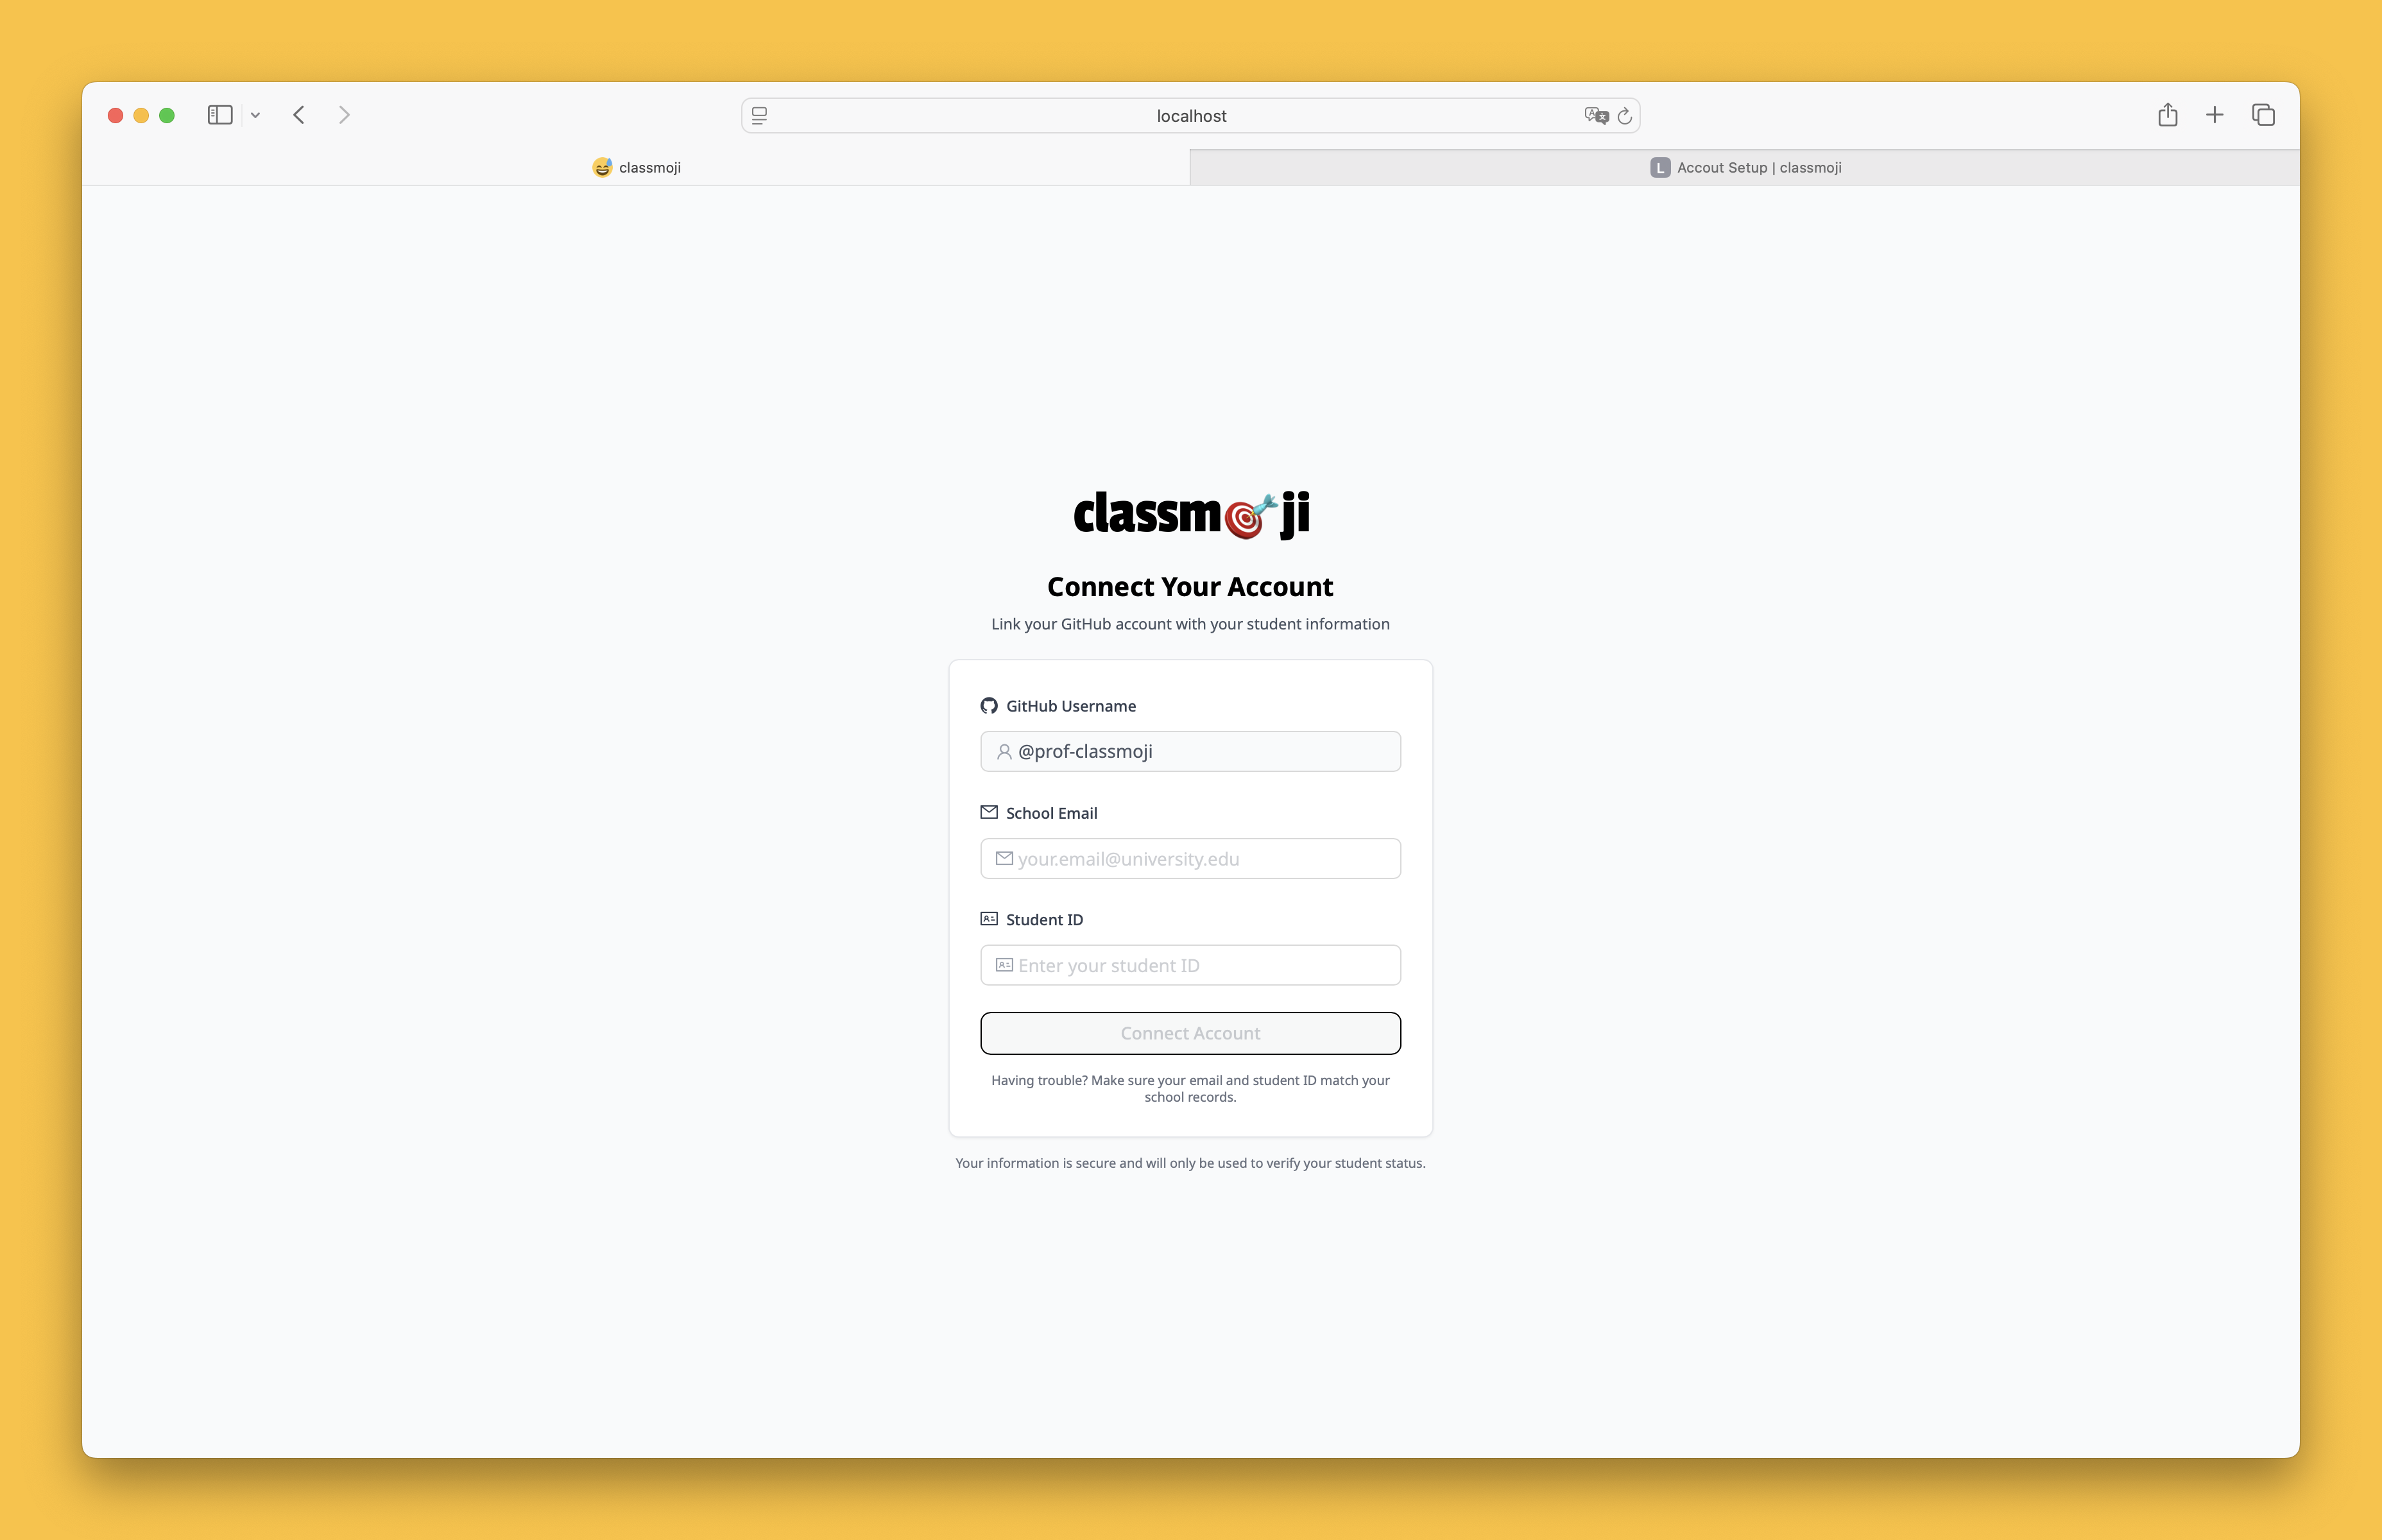 localhost
classmoji
L Accout Setup | classmoji
classm🎯ji
Connect Your Account
Link your GitHub account with your student information
GitHub Username
@prof-classmoji
School Email
your.email@university.edu
Student ID
Enter your student ID
Connect Account
Having trouble? Make sure your email and student ID match your
school records.
Your information is secure and will only be used to verify your student status.